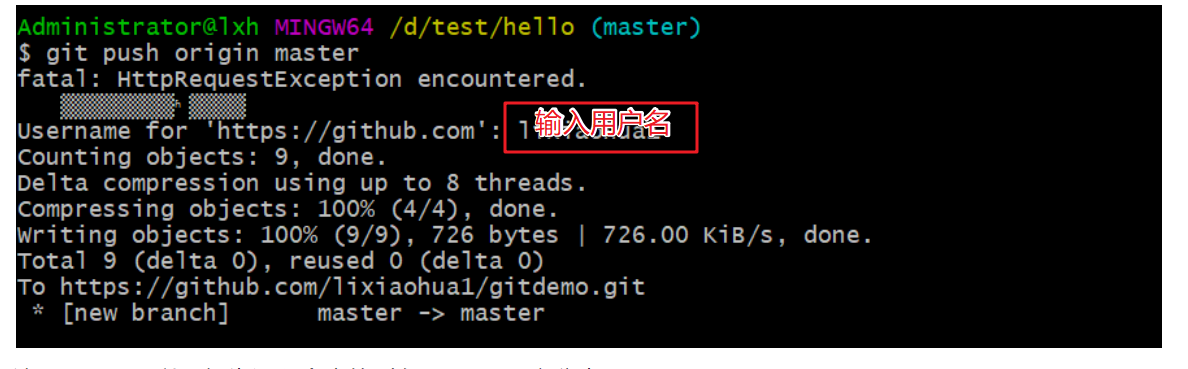 Administrator@lxh MINGW64 /d/test/hello (master)
$ git push origin master
fatal: HttpRequestException encountered.
Username for 'https://github.com': 输入用户名
Counting objects: 9, done.
Delta compression using up to 8 threads.
Compressing objects: 100% (4/4), done.
Writing objects: 100% (9/9), 726 bytes | 726.00 KiB/s, done.
Total 9 (delta 0), reused 0 (delta 0)
To https://github.com/lixiaohua1/gitdemo.git
 * [new branch]      master -> master